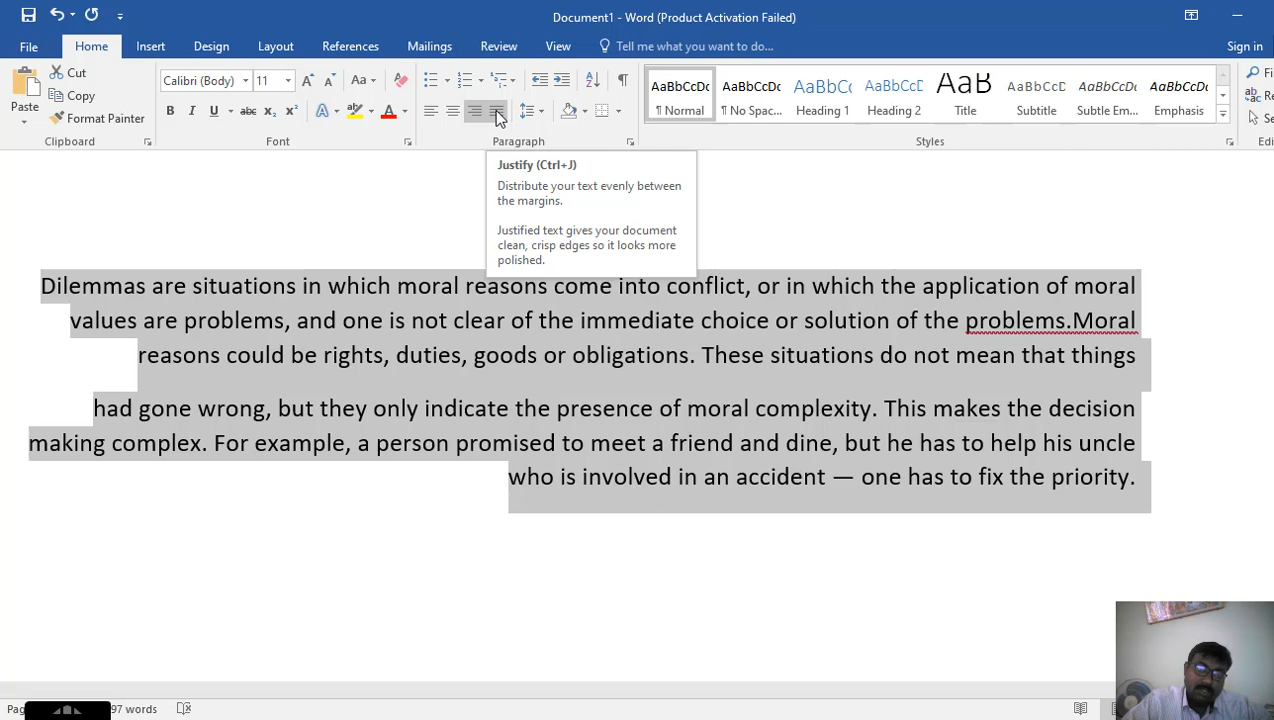 Document1 - Word (Product Activation Failed)
File Home Insert Design Layout References Mailings Review View Tell me what you want to do... Sign in
Paste
Cut
Copy
Format Painter
Clipboard
Calibri (Body) 11 Aa
B I U abc x₂ x² A A
Font
Paragraph
AaBbCcDc AaBbCcDc AaBbCc AaBbCcD AaB AaBbCcD AaBbCcDc AaBbCcDc
¶ Normal ¶ No Spac... Heading 1 Heading 2 Title Subtitle Subtle Em... Emphasis
Styles
Fi
Re
Se
Edi
Justify (Ctrl+J)
Distribute your text evenly between
the margins.
Justified text gives your document
clean, crisp edges so it looks more
polished.
Dilemmas are situations in which moral reasons come into conflict, or in which the application of moral
values are problems, and one is not clear of the immediate choice or solution of the problems.Moral
reasons could be rights, duties, goods or obligations. These situations do not mean that things
had gone wrong, but they only indicate the presence of moral complexity. This makes the decision
making complex. For example, a person promised to meet a friend and dine, but he has to help his uncle
who is involved in an accident — one has to fix the priority.
97 words